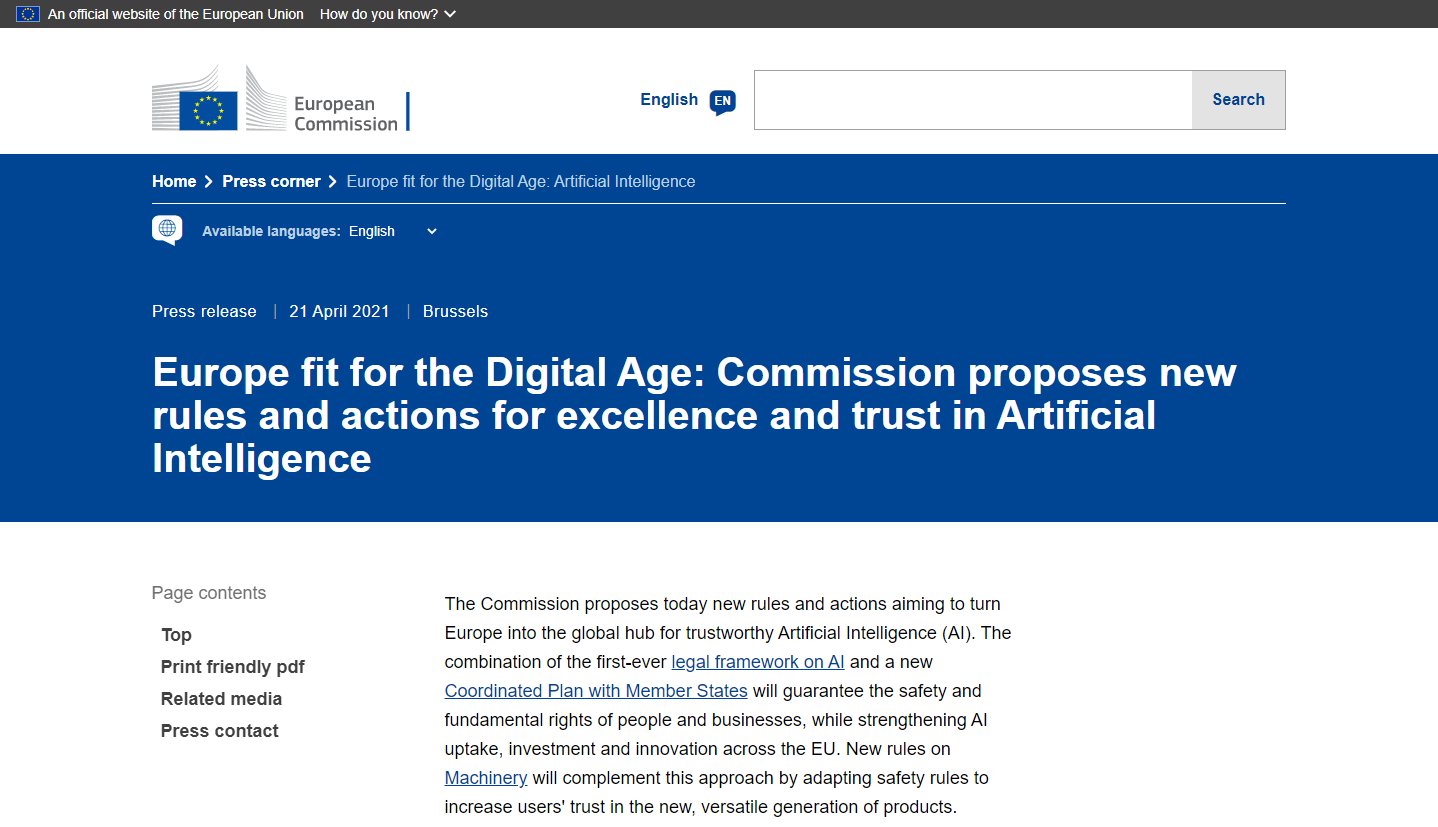 An official website of the European Union How do you know?
European
Commission
English EN Search
Home Press corner Europe fit for the Digital Age: Artificial Intelligence
Available languages: English
Press release | 21 April 2021 | Brussels
Europe fit for the Digital Age: Commission proposes new
rules and actions for excellence and trust in Artificial
Intelligence
Page contents
Top
Print friendly pdf
Related media
Press contact
The Commission proposes today new rules and actions aiming to turn
Europe into the global hub for trustworthy Artificial Intelligence (AI). The
combination of the first-ever legal framework on AI and a new
Coordinated Plan with Member States will guarantee the safety and
fundamental rights of people and businesses, while strengthening AI
uptake, investment and innovation across the EU. New rules on
Machinery will complement this approach by adapting safety rules to
increase users' trust in the new, versatile generation of products.